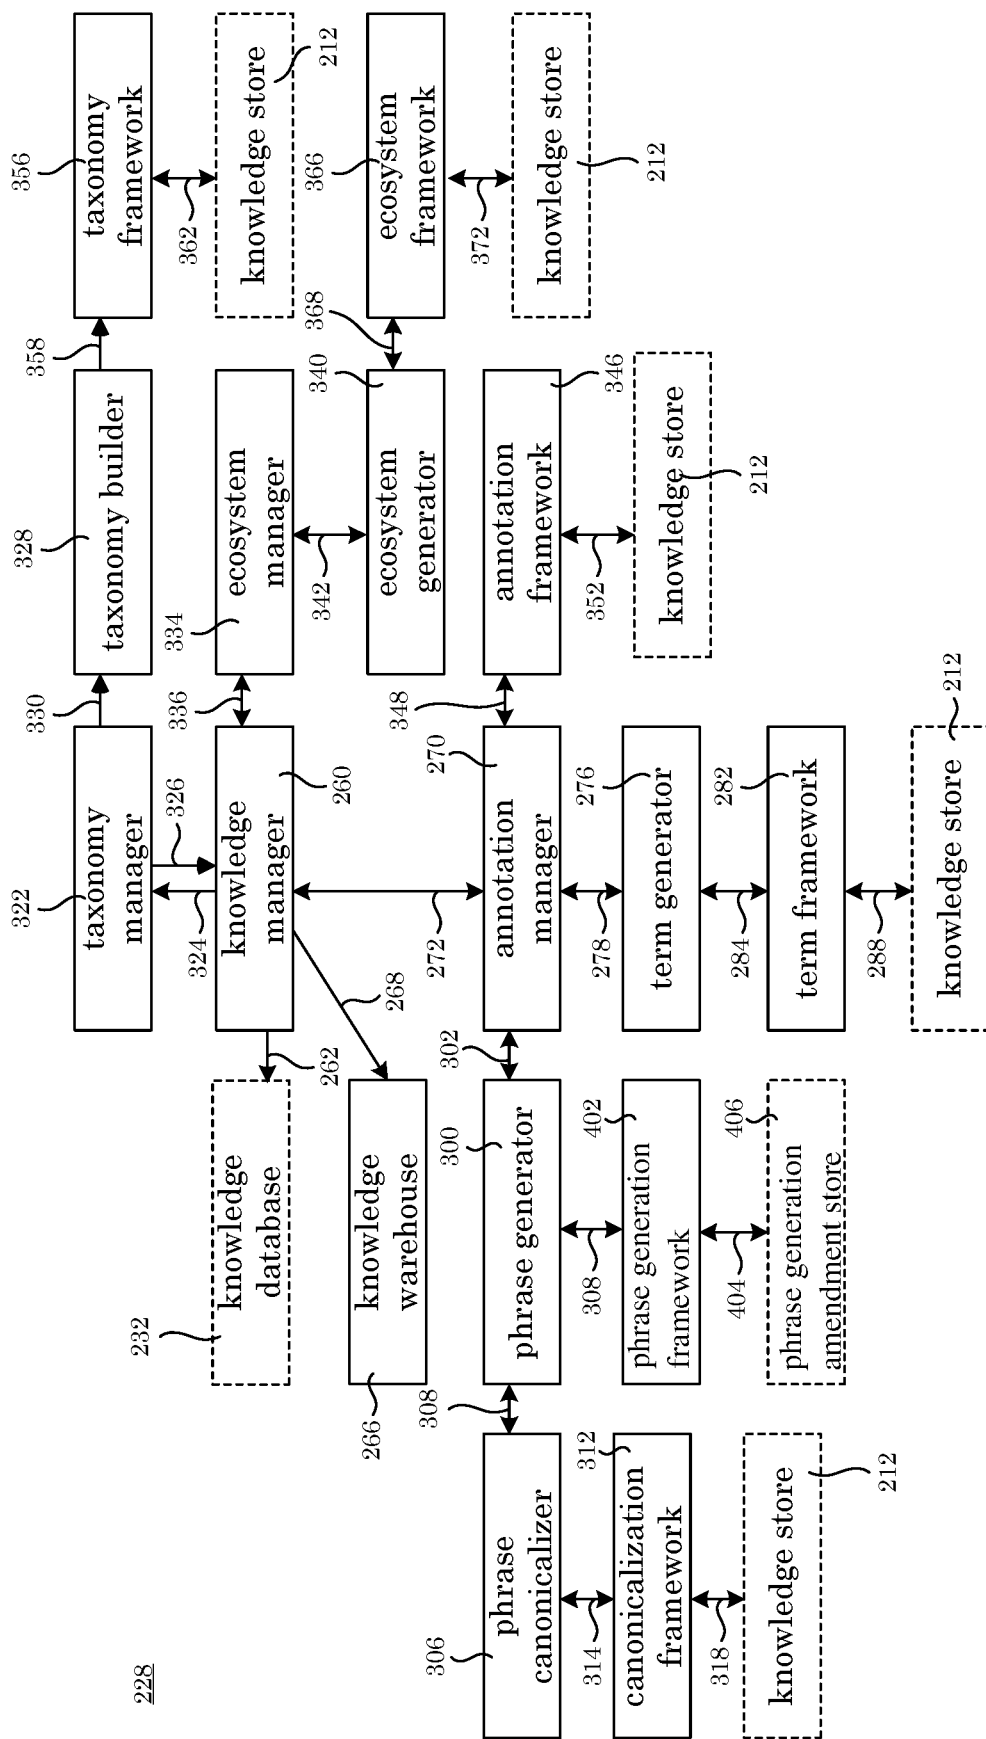 228
322
taxonomy
manager
330
328
taxonomy builder
358
356
taxonomy
framework
324
326
362
232
knowledge
database
262
knowledge
manager
260
336
334
ecosystem
manager
knowledge store
212
268
342
266
knowledge
warehouse
272
340
ecosystem
generator
368
366
ecosystem
framework
372
306
phrase
canonicalizer
308
300
phrase generator
302
270
annotation
manager
348
346
annotation
framework
knowledge store
212
314
308
278
352
312
canonicalization
framework
402
phrase generation
framework
276
term generator
knowledge store
212
318
404
284
knowledge store
212
406
phrase generation
amendment store
282
term framework
288
knowledge store
212